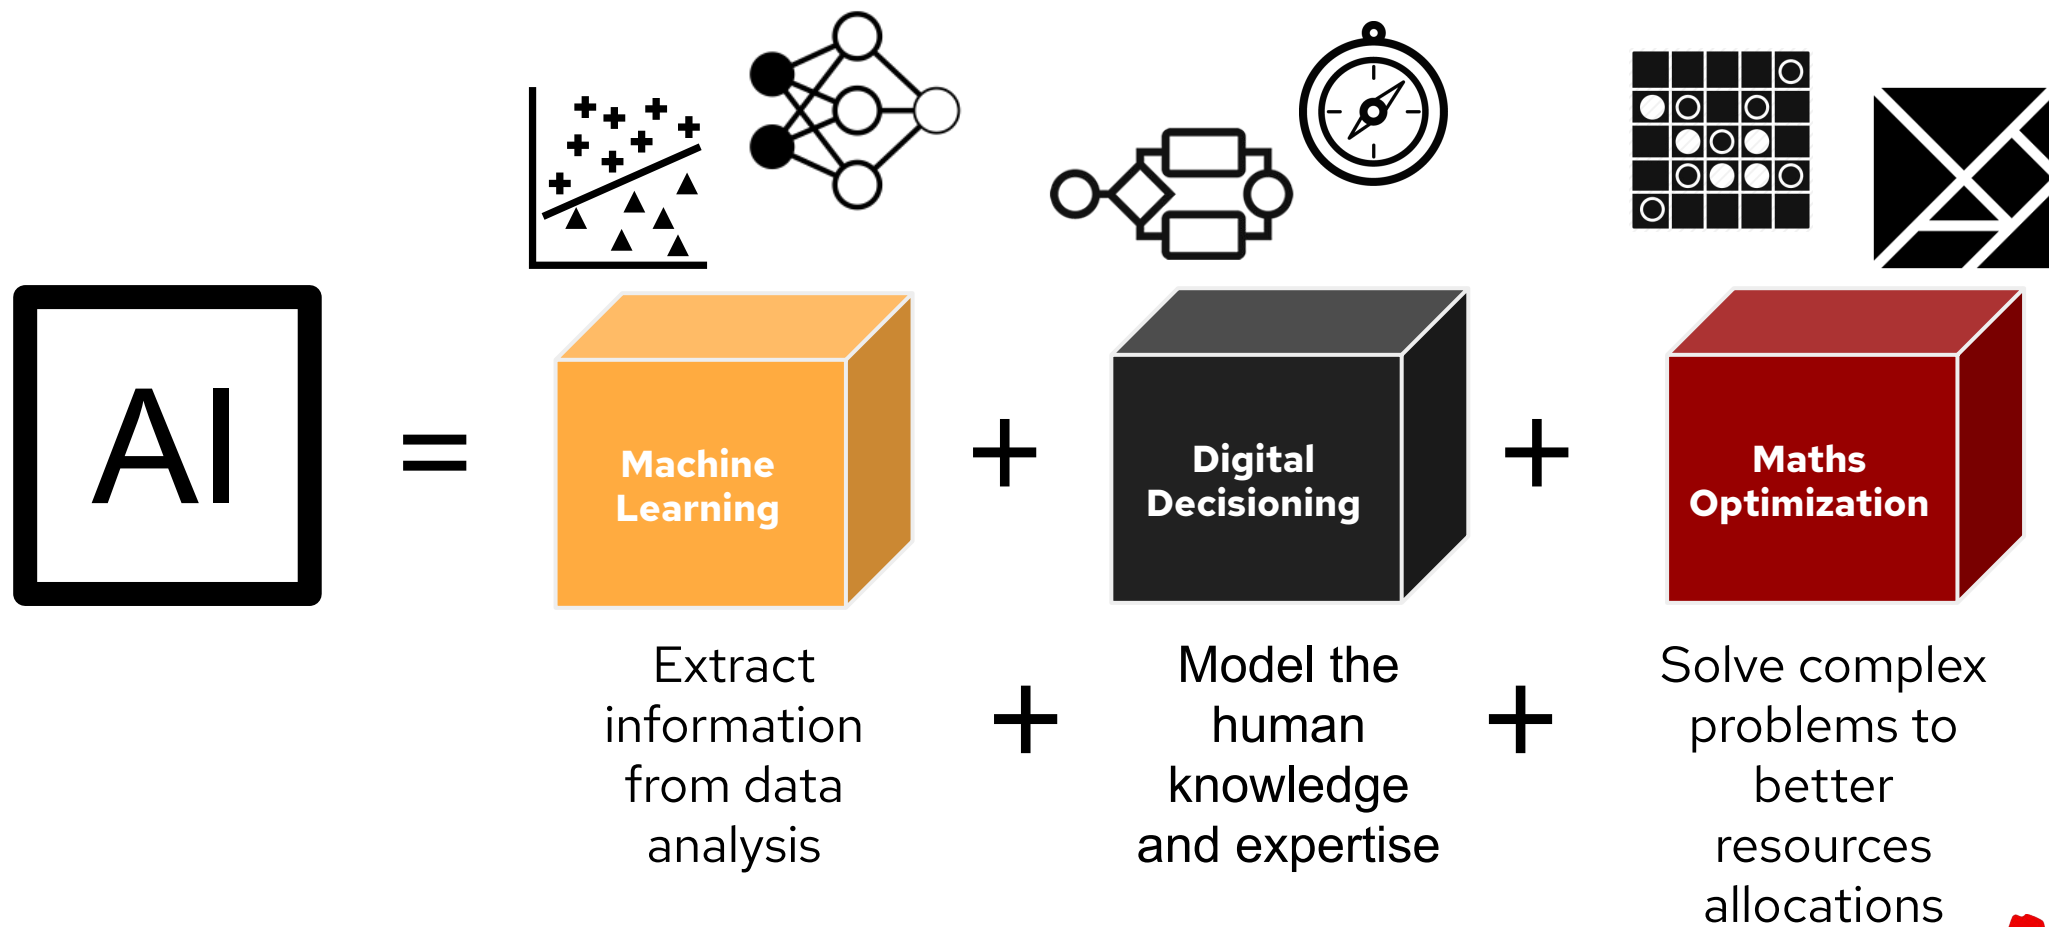 AI
=
Machine
Learning
+
Digital
Decisioning
+
Maths
Optimization
Extract
information
from data
analysis
+
Model the
human
knowledge
and expertise
+
Solve complex
problems to
better
resources
allocations